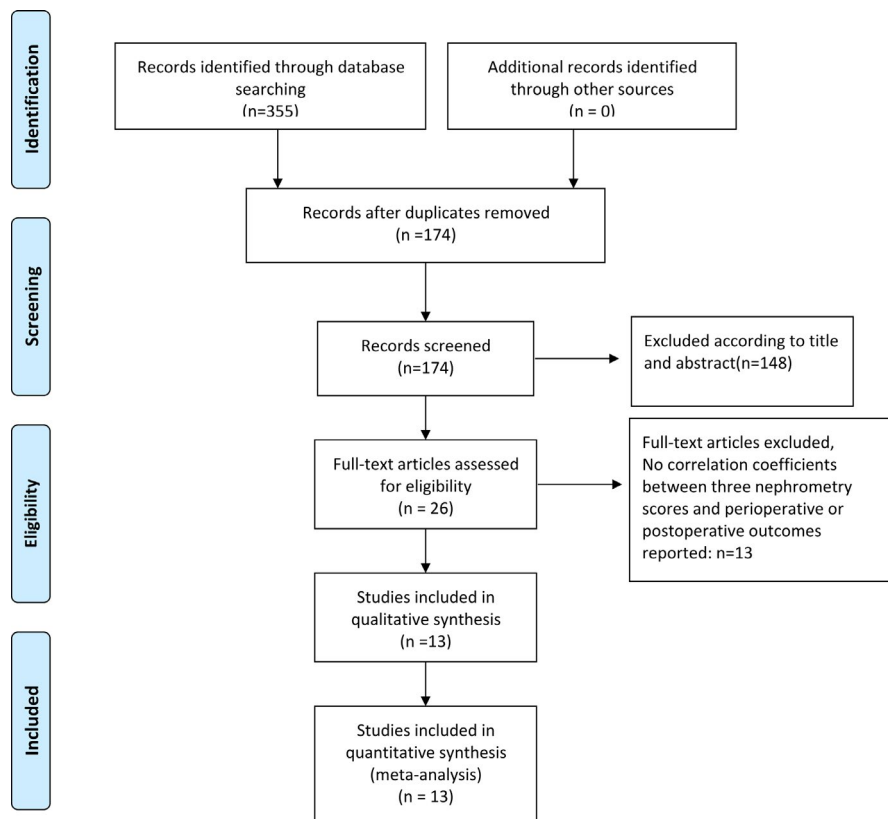 Identification
Records identified through database
searching
(n=355)
Additional records identified
through other sources
(n = 0)
Records after duplicates removed
(n =174)
Screening
Records screened
(n=174)
Excluded according to title
and abstract(n=148)
Eligibility
Full-text articles assessed
for eligibility
(n = 26)
Full-text articles excluded,
No correlation coefficients
between three nephrometry
scores and perioperative or
postoperative outcomes
reported: n=13
Studies included in
qualitative synthesis
(n =13)
Included
Studies included in
quantitative synthesis
(meta-analysis)
(n = 13)